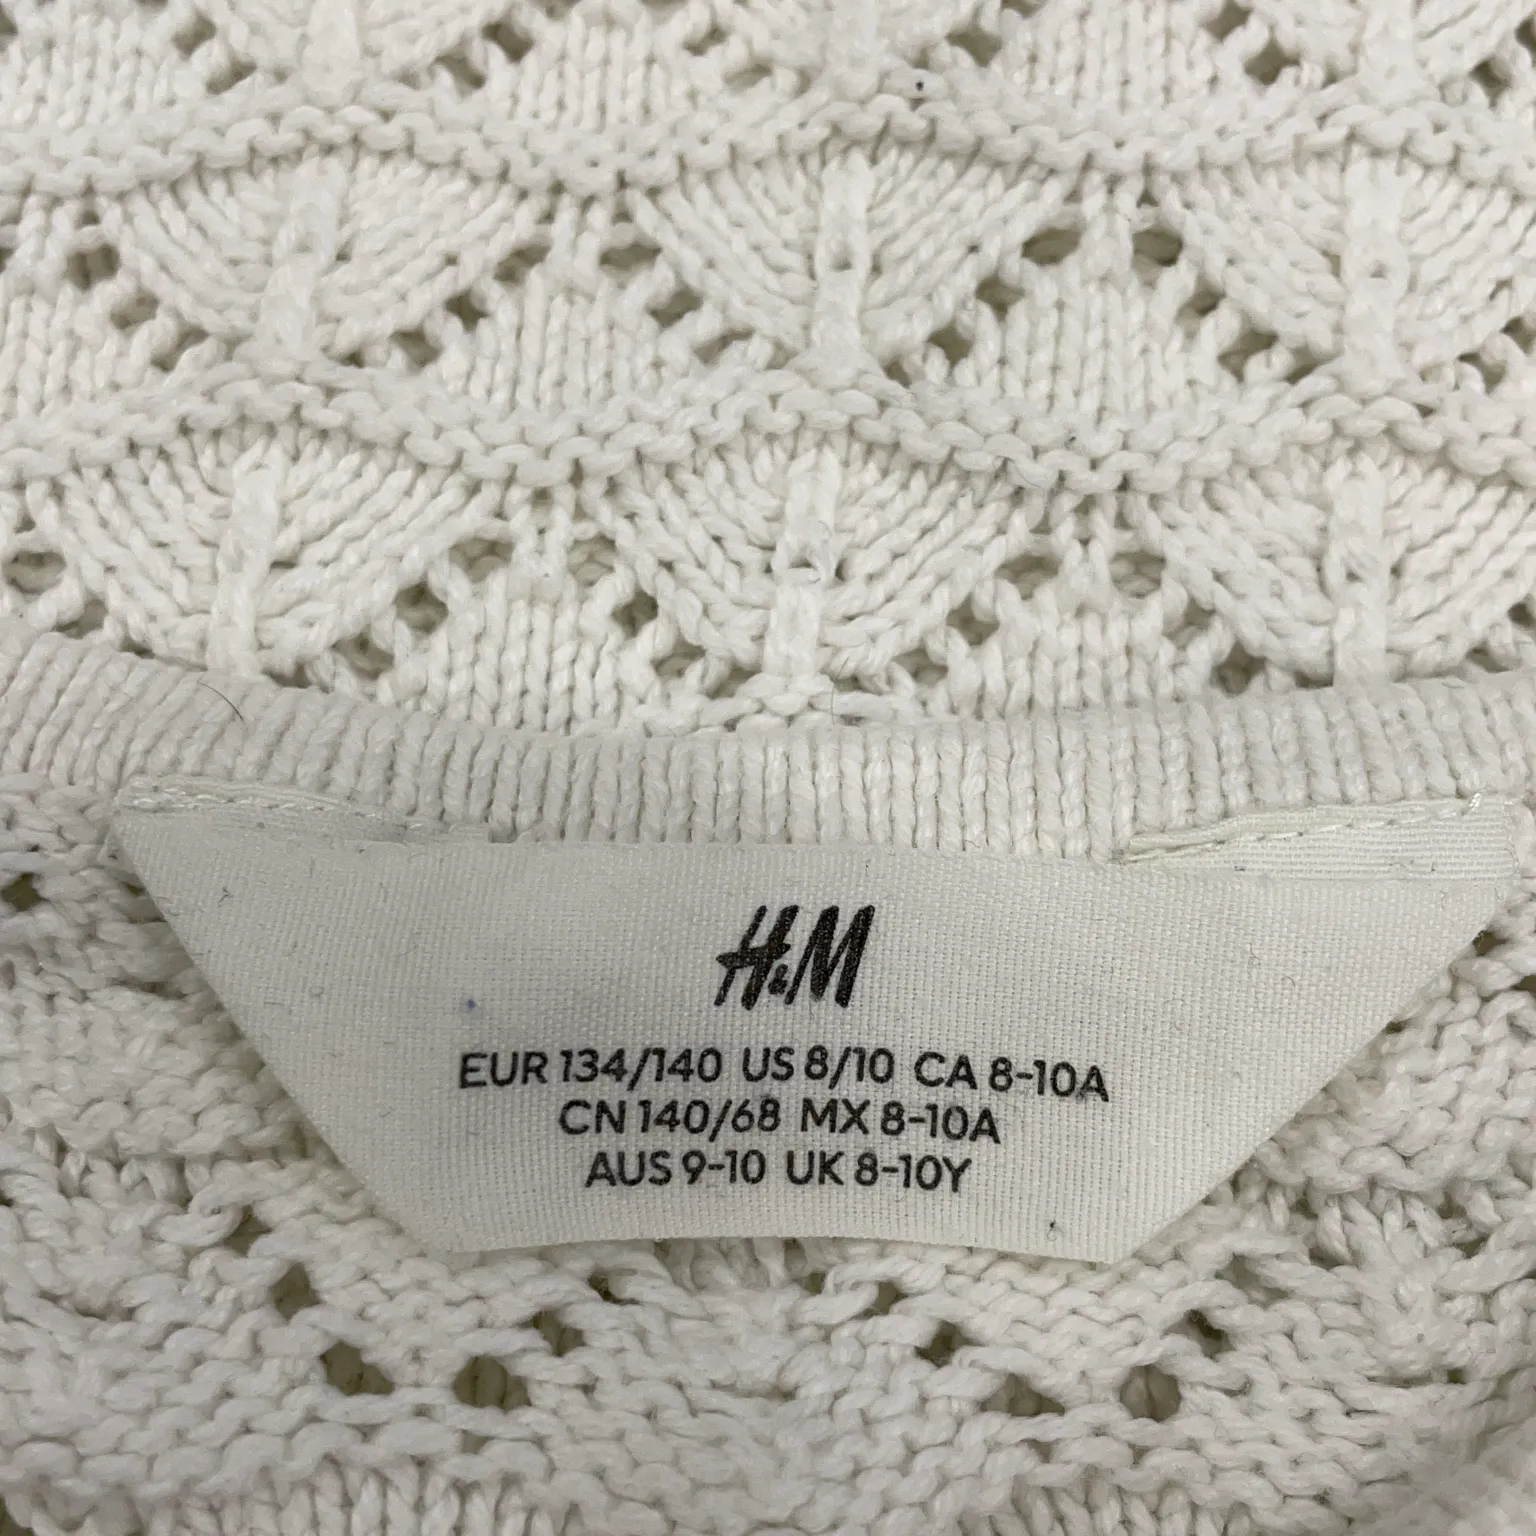 H&M
EUR 134/140 US 8/10 CA 8-10A
CN 140/68 MX 8-10A
AUS 9-10 UK 8-10Y